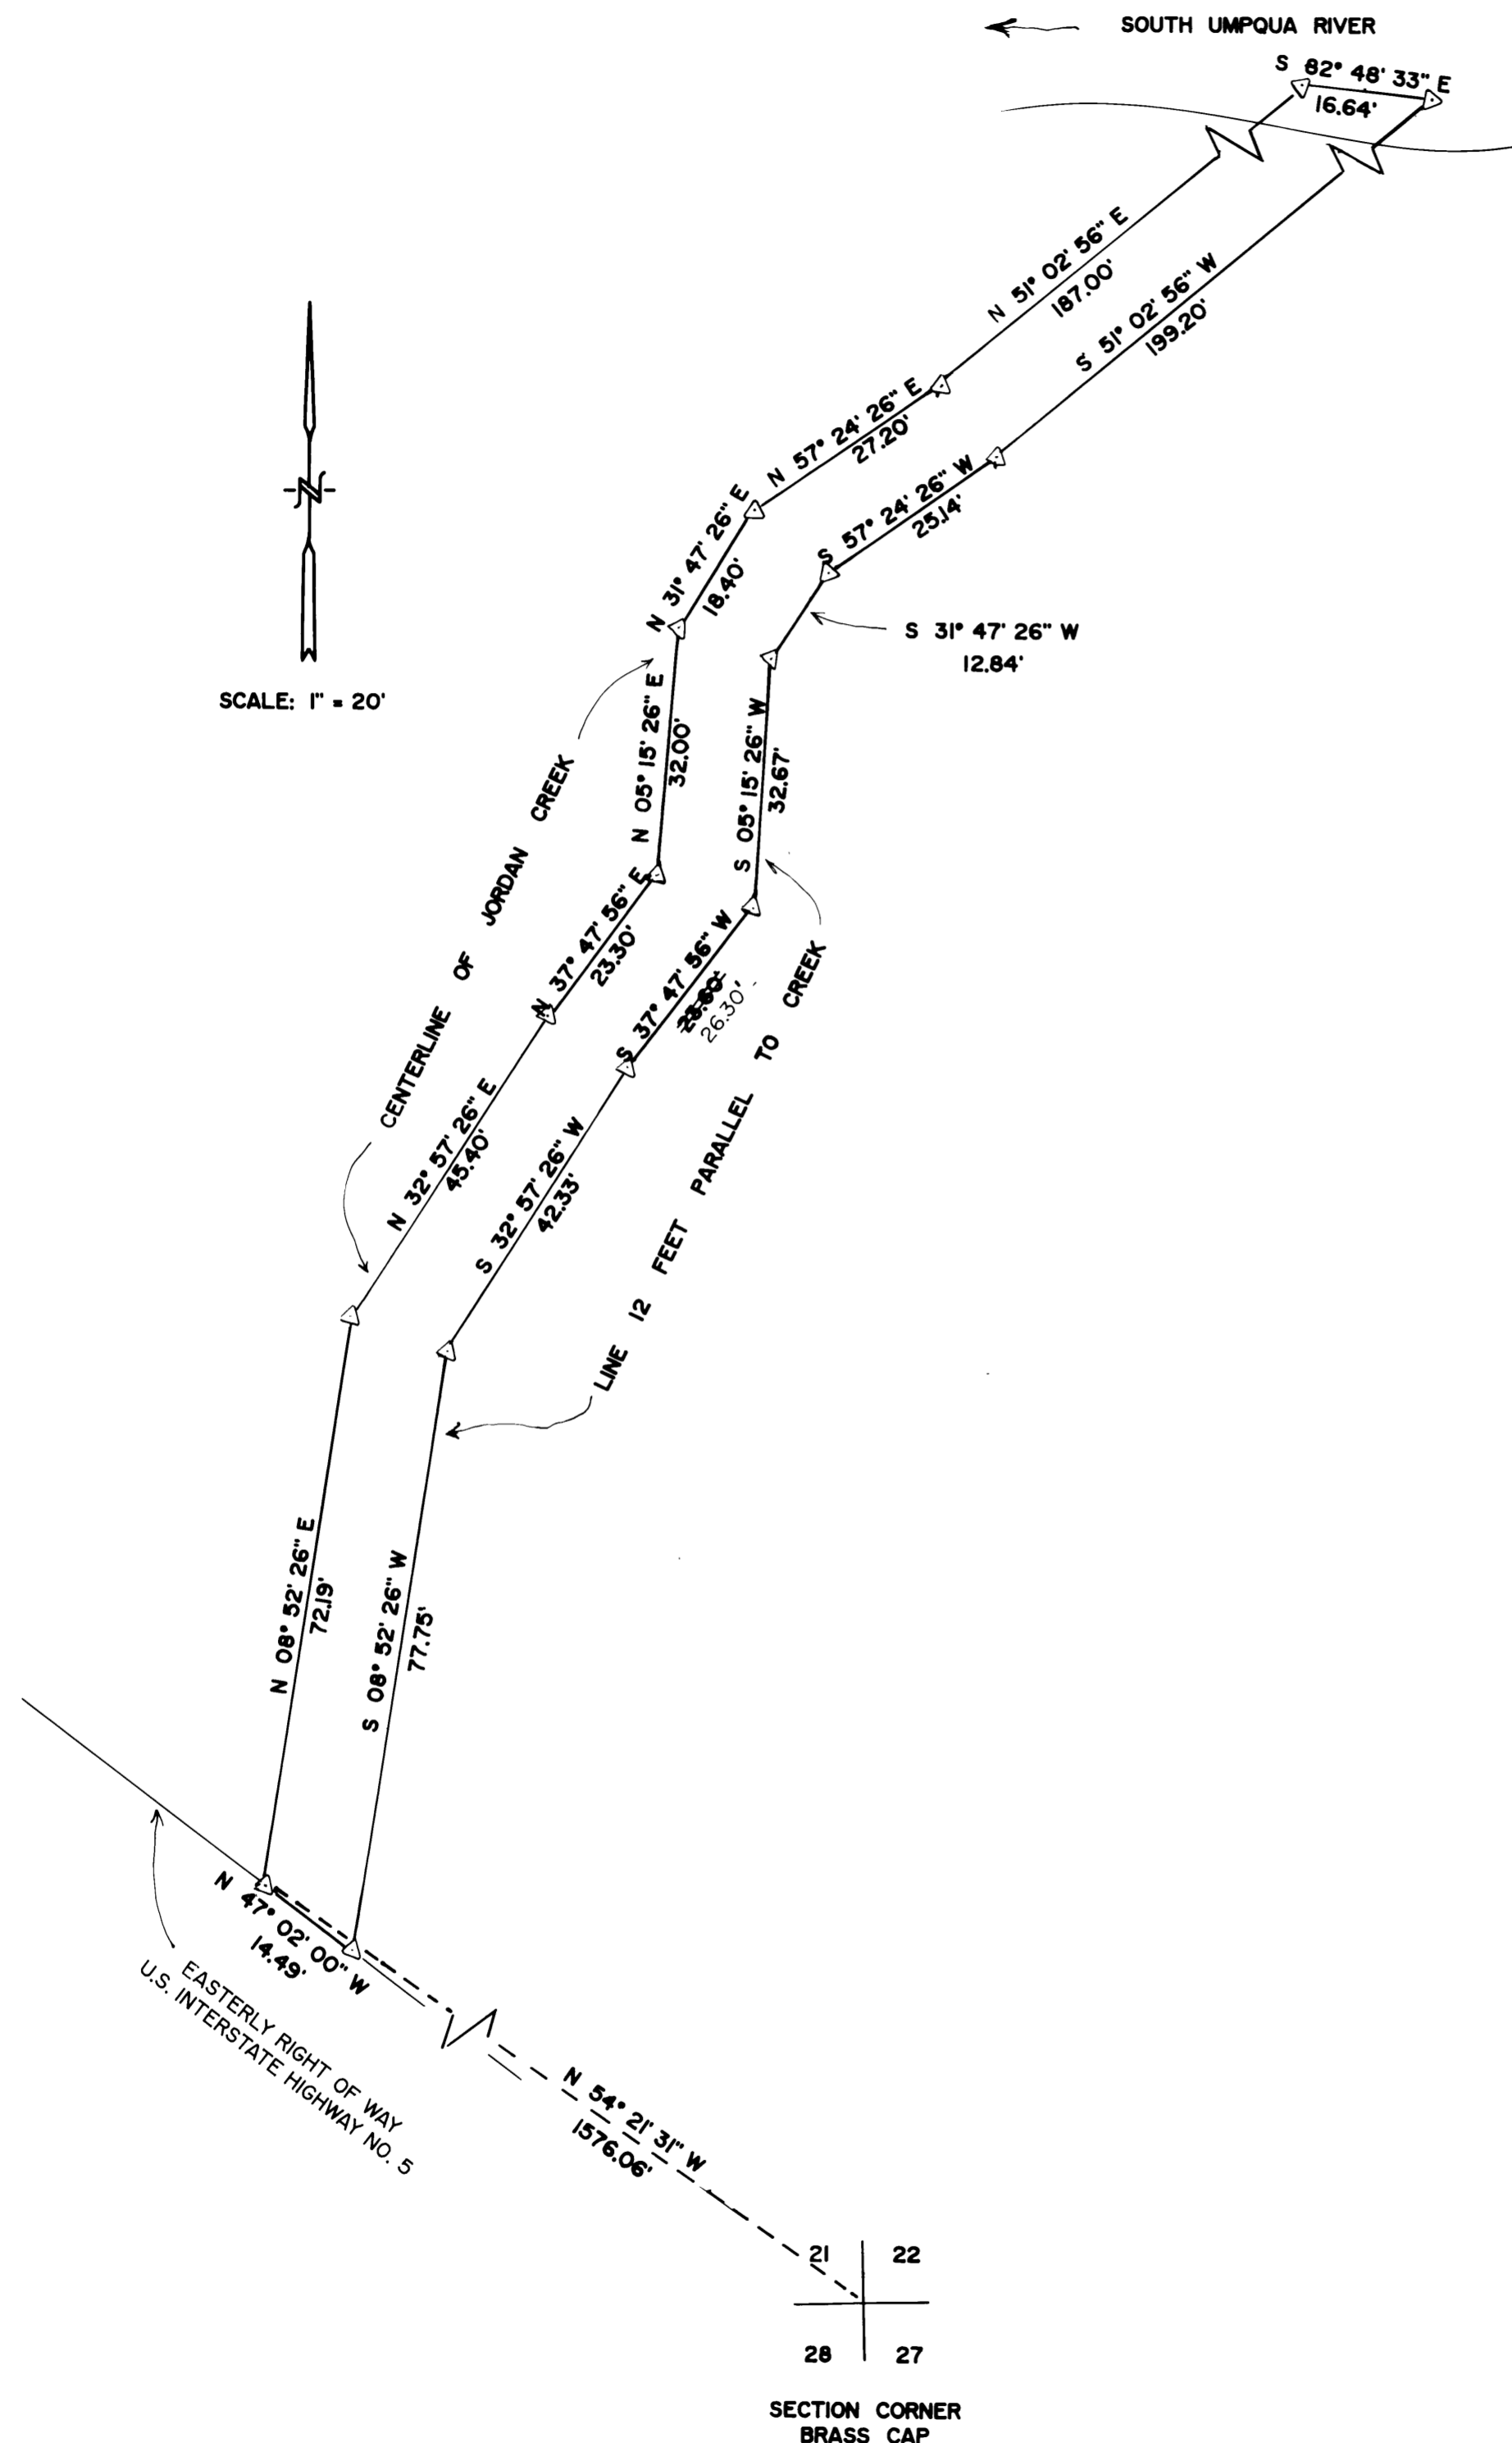 SOUTH UMPQUA RIVER
S 82° 48' 33" E
16.64'
N 51° 02' 56" E
187.00'
S 51° 02' 56" W
199.20'
N 57° 24' 26" E
27.20'
S 57° 24' 26" W
25.14'
N 31° 47' 26" E
18.40'
S 31° 47' 26" W
12.84'
N
SCALE: 1" = 20'
N 05° 15' 26" E
32.00'
S 05° 15' 26" W
32.67'
CENTERLINE OF JORDAN CREEK
N 37° 47' 56" E
23.30'
S 37° 47' 56" W
26.30'
LINE 12 FEET PARALLEL TO CREEK
N 32° 57' 26" E
45.40'
S 32° 57' 26" W
42.33'
N 08° 52' 26" E
72.19'
S 08° 52' 26" W
77.75'
N 47° 02' 00" W
14.49'
EASTERLY RIGHT OF WAY
U.S. INTERSTATE HIGHWAY NO. 5
N 54° 21' 31" W
1576.06'
21 22
28 27
SECTION CORNER
BRASS CAP